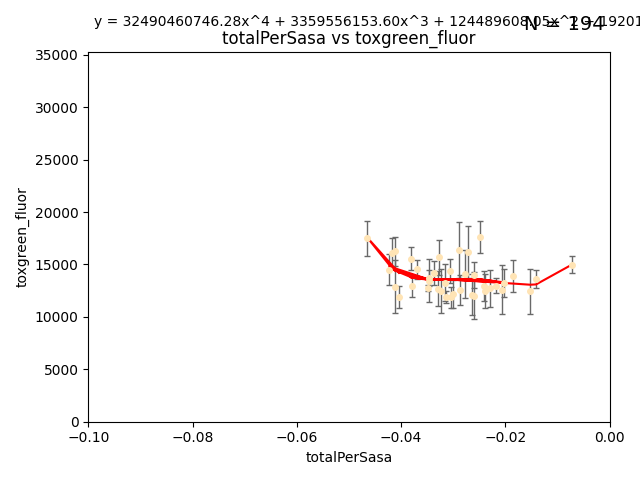 y = 32490460746.28x^4 + 3359556153.60x^3 + 124489608.05x^2 + 19201
N = 194
totalPerSasa vs toxgreen_fluor
35000
30000
25000
20000
15000
10000
5000
0
toxgreen_fluor
−0.10 −0.08 −0.06 −0.04 −0.02 0.00
totalPerSasa